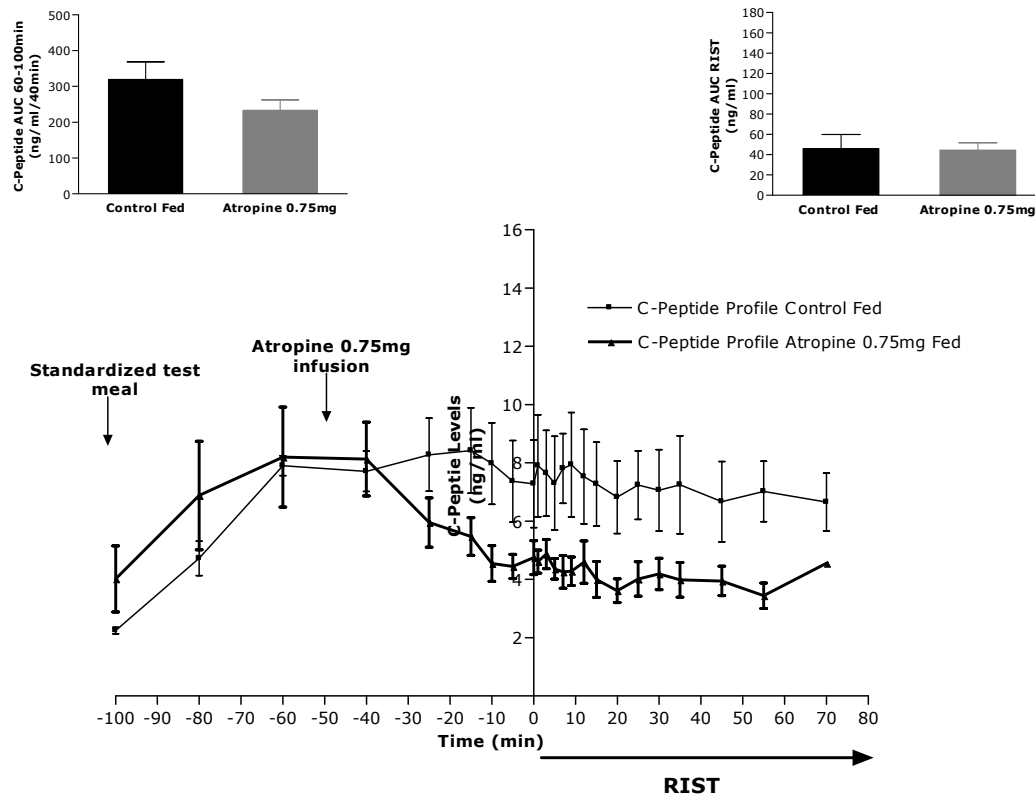 500
400
300
200
100
0
C-Peptide AUC 60-100min
(ng/ml/40min)
Control Fed
Atropine 0.75mg
180
160
140
120
100
80
60
40
20
0
C-Peptide AUC RIST
(ng/ml)
Control Fed
Atropine 0.75mg
16
14
12
10
8
6
4
2
C-Peptie Levels
(ng/ml)
C-Peptide Profile Control Fed
C-Peptide Profile Atropine 0.75mg Fed
Standardized test
meal
Atropine 0.75mg
infusion
-100 -90 -80 -70 -60 -50 -40 -30 -20 -10 0 10 20 30 40 50 60 70 80
Time (min)
RIST